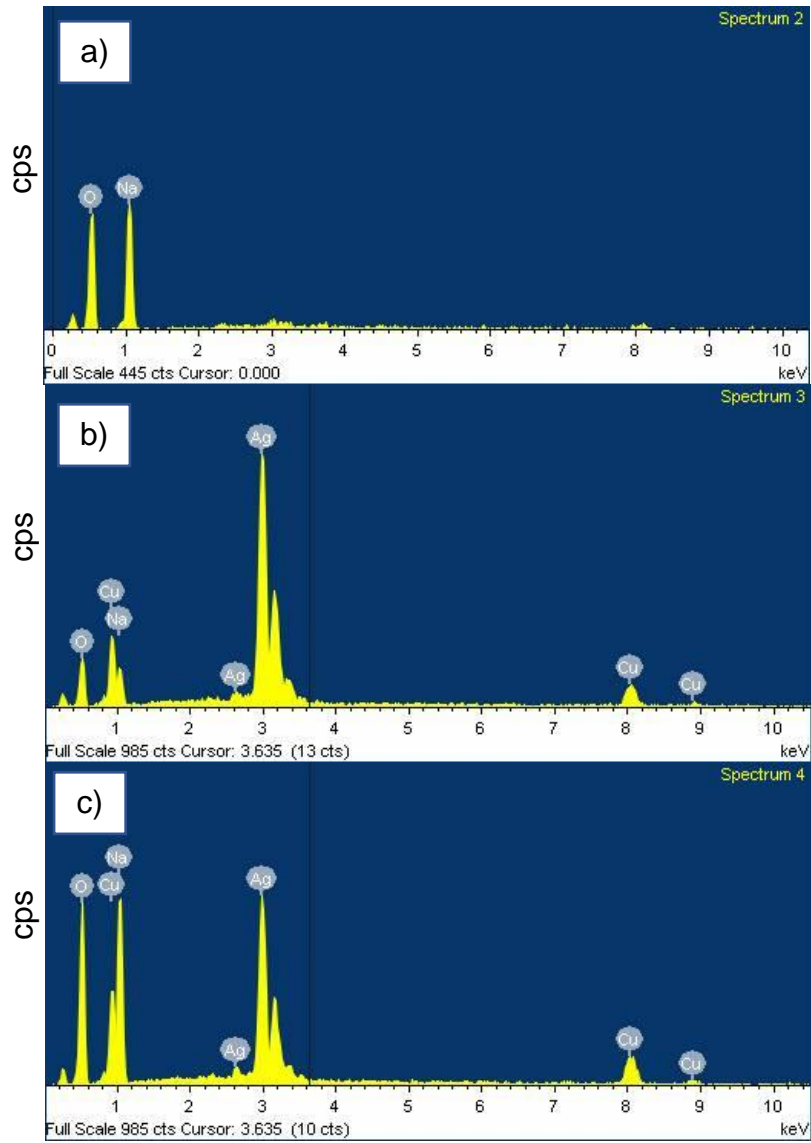 Spectrum 2
a)
cps
O Na
0 1 2 3 4 5 6 7 8 9 10
Full Scale 445 cts Cursor: 0.000 keV
Spectrum 3
b)
cps
Ag
Cu
Na
O
Ag Cu Cu
1 2 3 4 5 6 7 8 9 10
Full Scale 985 cts Cursor: 3.635 (13 cts) keV
Spectrum 4
c)
cps
Na
O Cu Ag
Ag Cu Cu
1 2 3 4 5 6 7 8 9 10
Full Scale 985 cts Cursor: 3.635 (10 cts) keV